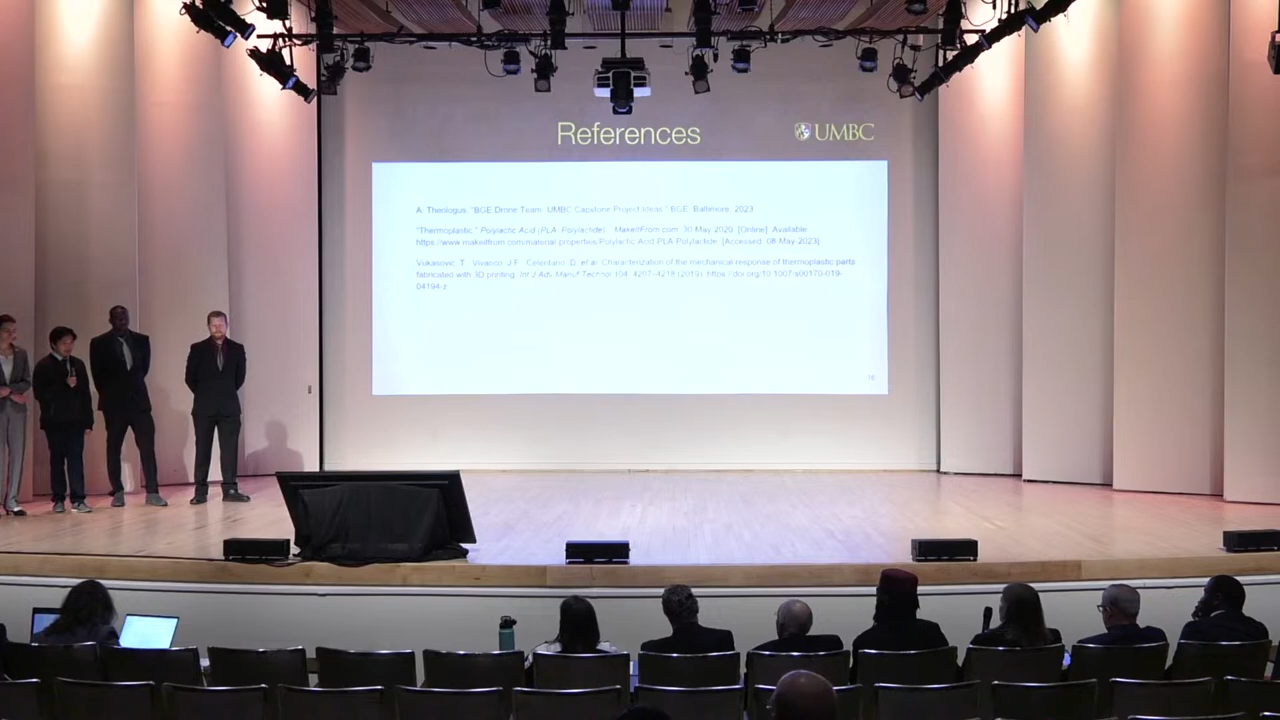 References
UMBC
A. Theologus. "BGE Drone Team: UMBC Capstone Project Ideas." BGE. Baltimore, 2023
"Thermoplastic." Polylactic Acid (PLA, Polylactide) MakeItFrom.com. 30 May 2020. [Online]. Available:
https://www.makeitfrom.com/material-properties/Polylactic-Acid-PLA-Polylactide. [Accessed: 08-May 2023].
Vukasovic, T., Vivanco, J.F., Celentano, D. et al. Characterization of the mechanical response of thermoplastic parts
fabricated with 3D printing. Int J Adv Manuf Technol 104, 4207–4218 (2019). https://doi.org/10.1007/s00170-019-
04194-z
16